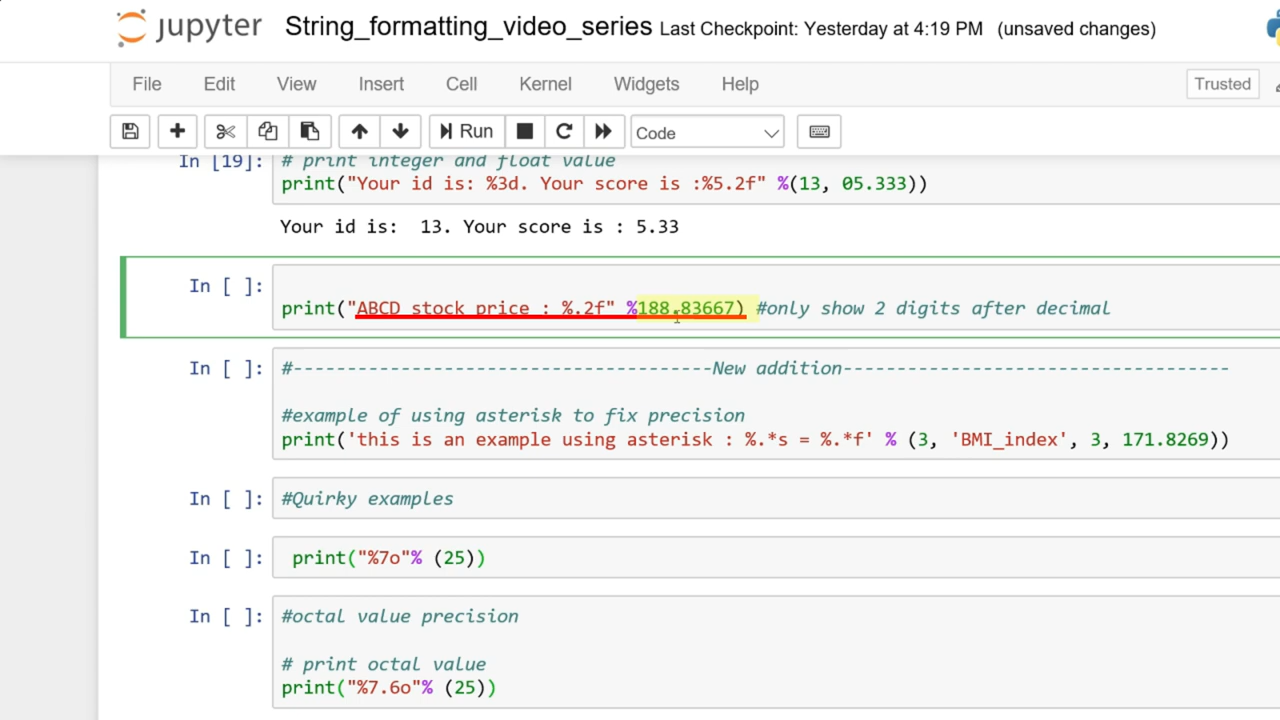 jupyter String_formatting_video_series Last Checkpoint: Yesterday at 4:19 PM (unsaved changes)
File Edit View Insert Cell Kernel Widgets Help Trusted
Run Code
In [19]: # print integer and float value
print("Your id is: %3d. Your score is :%5.2f" %(13, 05.333))
Your id is:  13. Your score is : 5.33
In [ ]:
print("ABCD stock price : %.2f" %188.83667) #only show 2 digits after decimal
In [ ]: #---------------------------------------New addition------------------------------------
#example of using asterisk to fix precision
print('this is an example using asterisk : %.*s = %.*f' % (3, 'BMI_index', 3, 171.8269))
In [ ]: #Quirky examples
In [ ]: print("%7o"% (25))
In [ ]: #octal value precision
# print octal value
print("%7.6o"% (25))